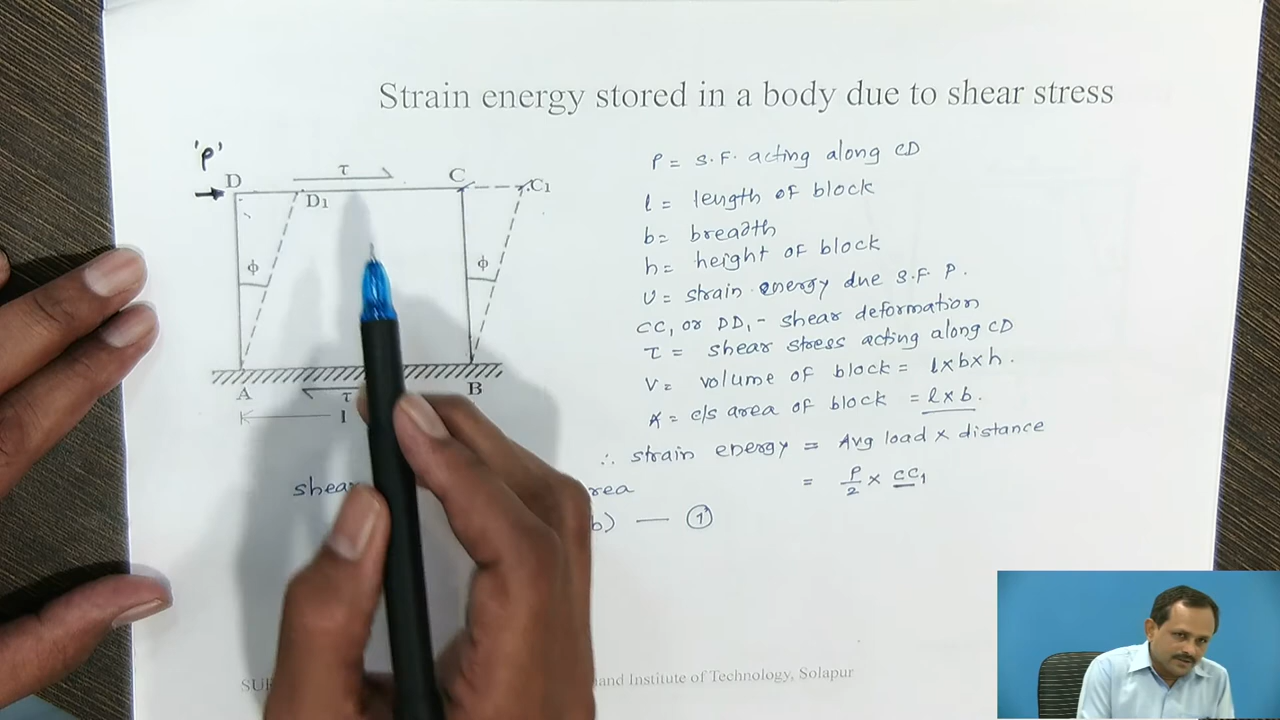 Strain energy stored in a body due to shear stress
'P'
D
τ
C
C1
D1
ϕ
ϕ
A
τ
B
l
P = S.F. acting along CD
l = length of block
b = breadth
h = height of block
U = strain energy due S.F P.
CC1 or DD1 - shear deformation
τ = shear stress acting along CD
V = volume of block = l×b×h.
A = c/s area of block = l×b.
∴ strain energy = Avg load × distance
= P/2 × CC1
shear
b) — ①
and Institute of Technology, Solapur